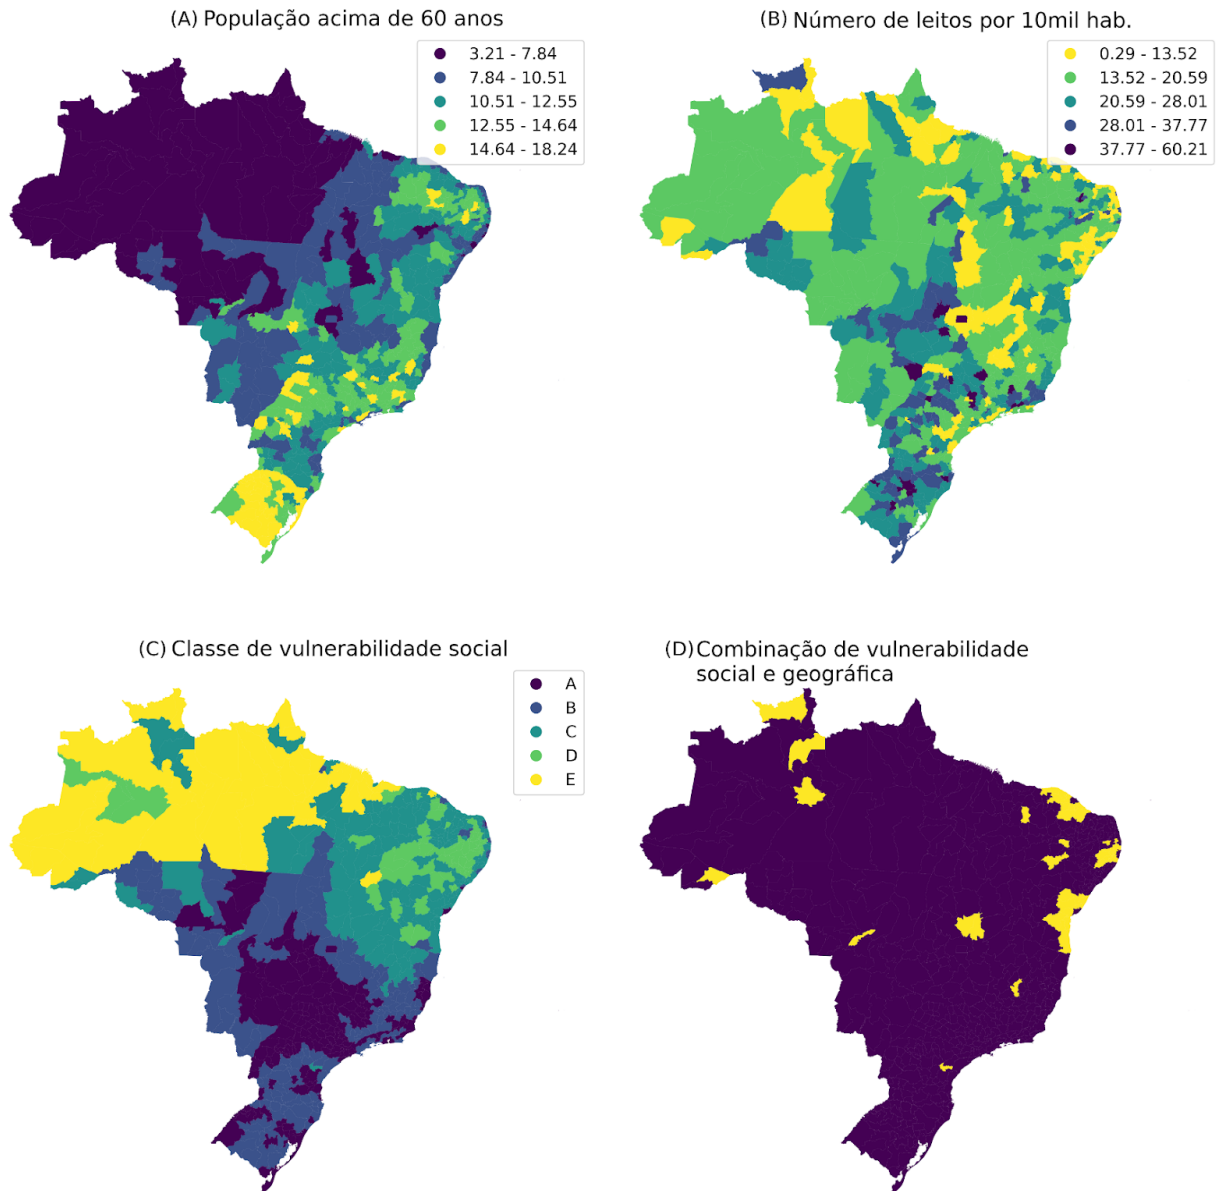 (A) População acima de 60 anos
3.21 - 7.84
7.84 - 10.51
10.51 - 12.55
12.55 - 14.64
14.64 - 18.24
(B) Número de leitos por 10mil hab.
0.29 - 13.52
13.52 - 20.59
20.59 - 28.01
28.01 - 37.77
37.77 - 60.21
(C) Classe de vulnerabilidade social
A
B
C
D
E
(D) Combinação de vulnerabilidade
social e geográfica